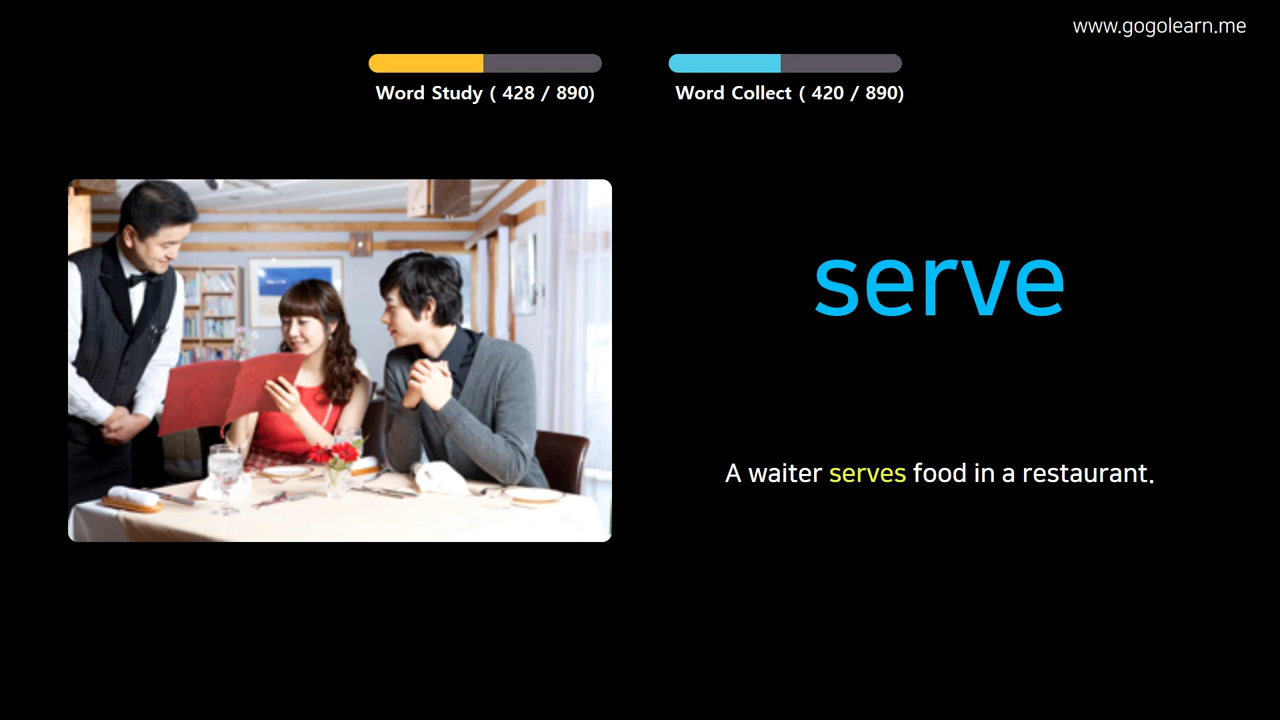 www.gogolearn.me
Word Study ( 428 / 890)
Word Collect ( 420 / 890)
serve
A waiter serves food in a restaurant.